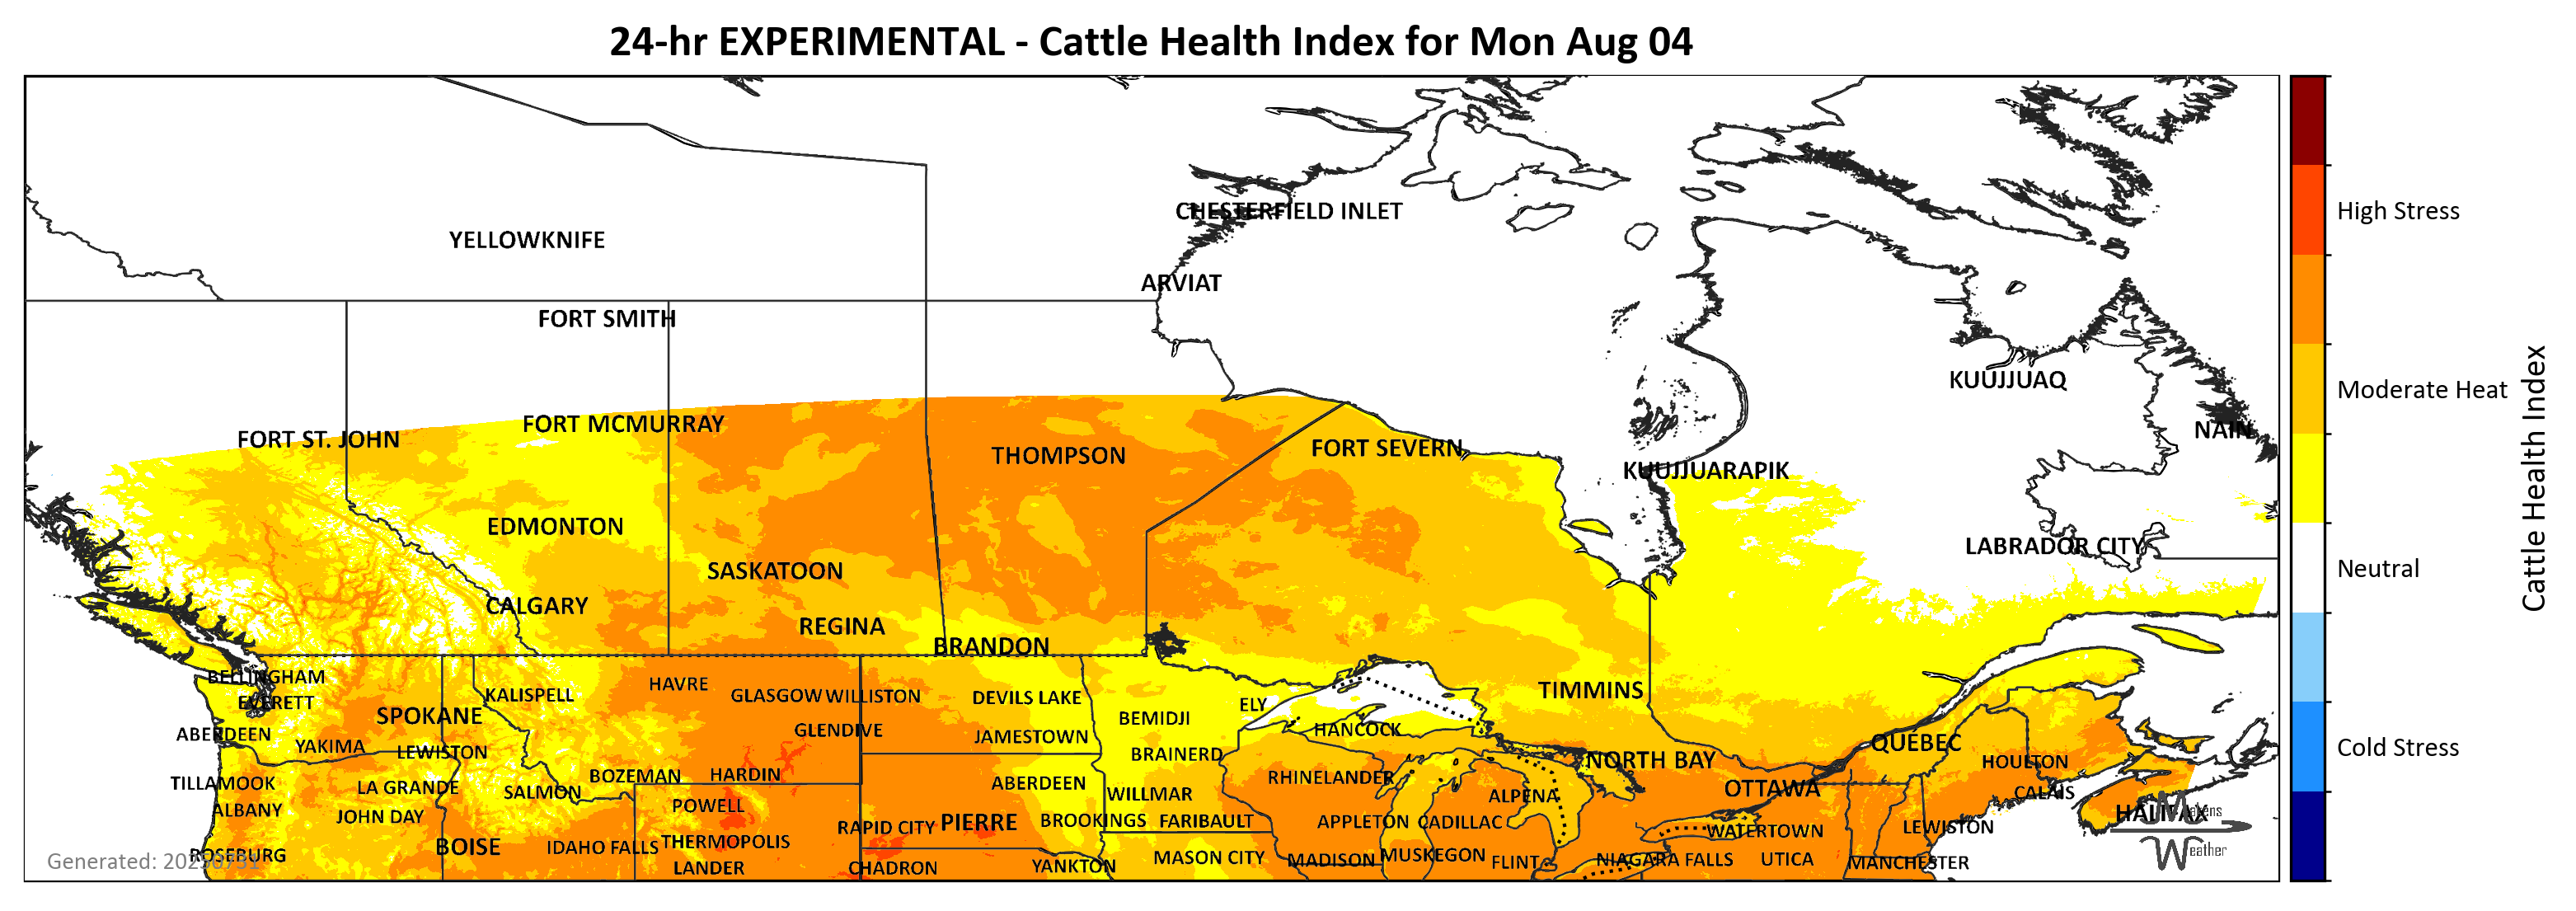 24-hr EXPERIMENTAL - Cattle Health Index for Mon Aug 04
CHESTERFIELD INLET
High Stress
YELLOWKNIFE
ARVIAT
FORT SMITH
KUUJJUAQ
Moderate Heat
FORT MCMURRAY
NAIN
FORT ST. JOHN
FORT SEVERN
THOMPSON
KUUJJUARAPIK
Cattle Health Index
EDMONTON
LABRADOR CITY
SASKATOON
Neutral
CALGARY
REGINA
BRANDON
BELLINGHAM
HAVRE
KALISPELL
GLASGOW
WILLISTON
DEVILS LAKE
TIMMINS
EVERETT
ELY
SPOKANE
BEMIDJI
ABERDEEN
GLENDIVE
JAMESTOWN
HANCOCK
QUÉBEC
YAKIMA
LEWISTON
BRAINERD
NORTH BAY
HOULTON
Cold Stress
BOZEMAN
HARDIN
RHINELANDER
TILLAMOOK
LA GRANDE
SALMON
ABERDEEN
WILLMAR
ALPENA
OTTAWA
CALAIS
ALBANY
JOHN DAY
POWELL
HALIFAX
Makens
RAPID CITY
PIERRE
BROOKINGS
FARIBAULT
APPLETON
CADILLAC
WATERTOWN
LEWISTON
BOISE
IDAHO FALLS
THERMOPOLIS
Weather
ROSEBURG
Generated: 20250731
MASON CITY
MADISON
MUSKEGON
FLINT
NIAGARA FALLS
UTICA
MANCHESTER
LANDER
CHADRON
YANKTON